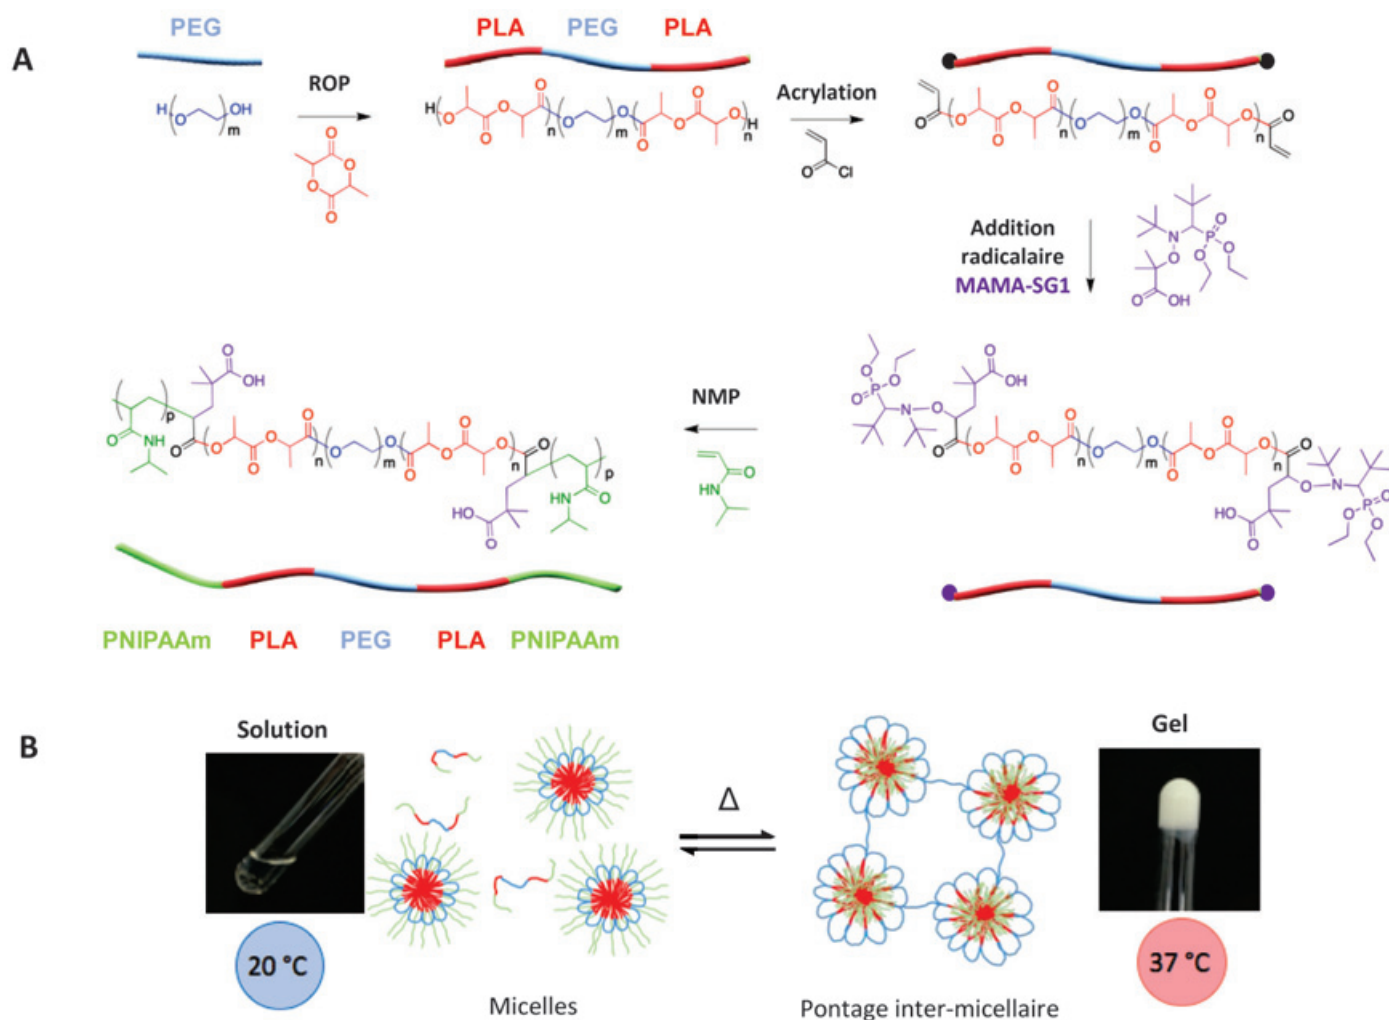 A
PEG
PLA PEG PLA
ROP
Acrylation
Cl
Addition
radicalaire
MAMA-SG1
NMP
PNIPAAm PLA PEG PLA PNIPAAm
B
Solution
Gel
Δ
20 °C
37 °C
Micelles
Pontage inter-micellaire